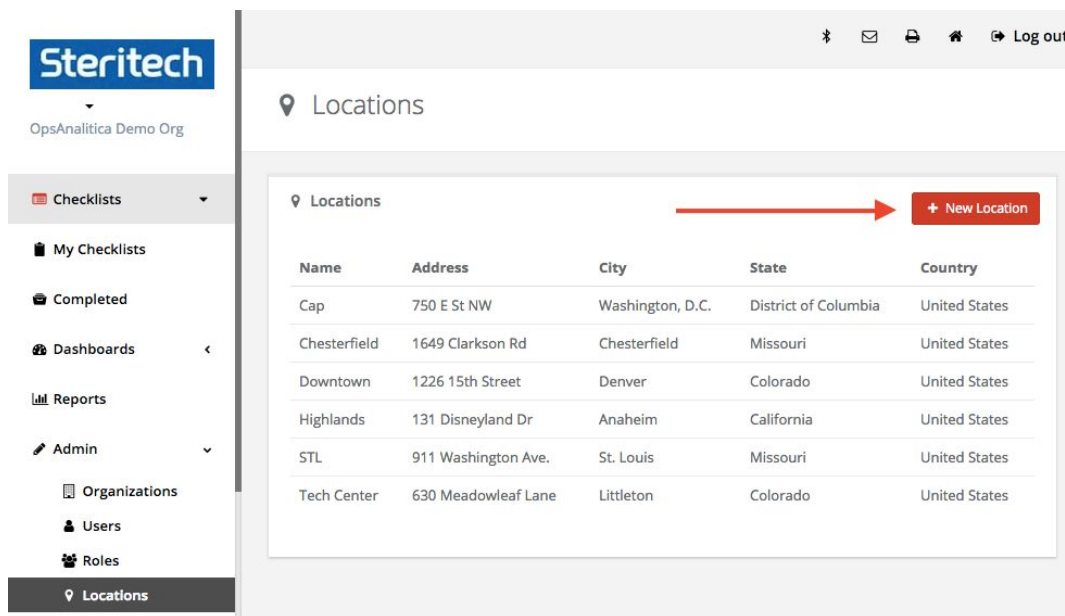 Steritech
OpsAnalitica Demo Org
Checklists
My Checklists
Completed
Dashboards
Reports
Admin
Organizations
Users
Roles
Locations
Log out
Locations
Locations
+ New Location
Name Address City State Country
Cap 750 E St NW Washington, D.C. District of Columbia United States
Chesterfield 1649 Clarkson Rd Chesterfield Missouri United States
Downtown 1226 15th Street Denver Colorado United States
Highlands 131 Disneyland Dr Anaheim California United States
STL 911 Washington Ave. St. Louis Missouri United States
Tech Center 630 Meadowleaf Lane Littleton Colorado United States